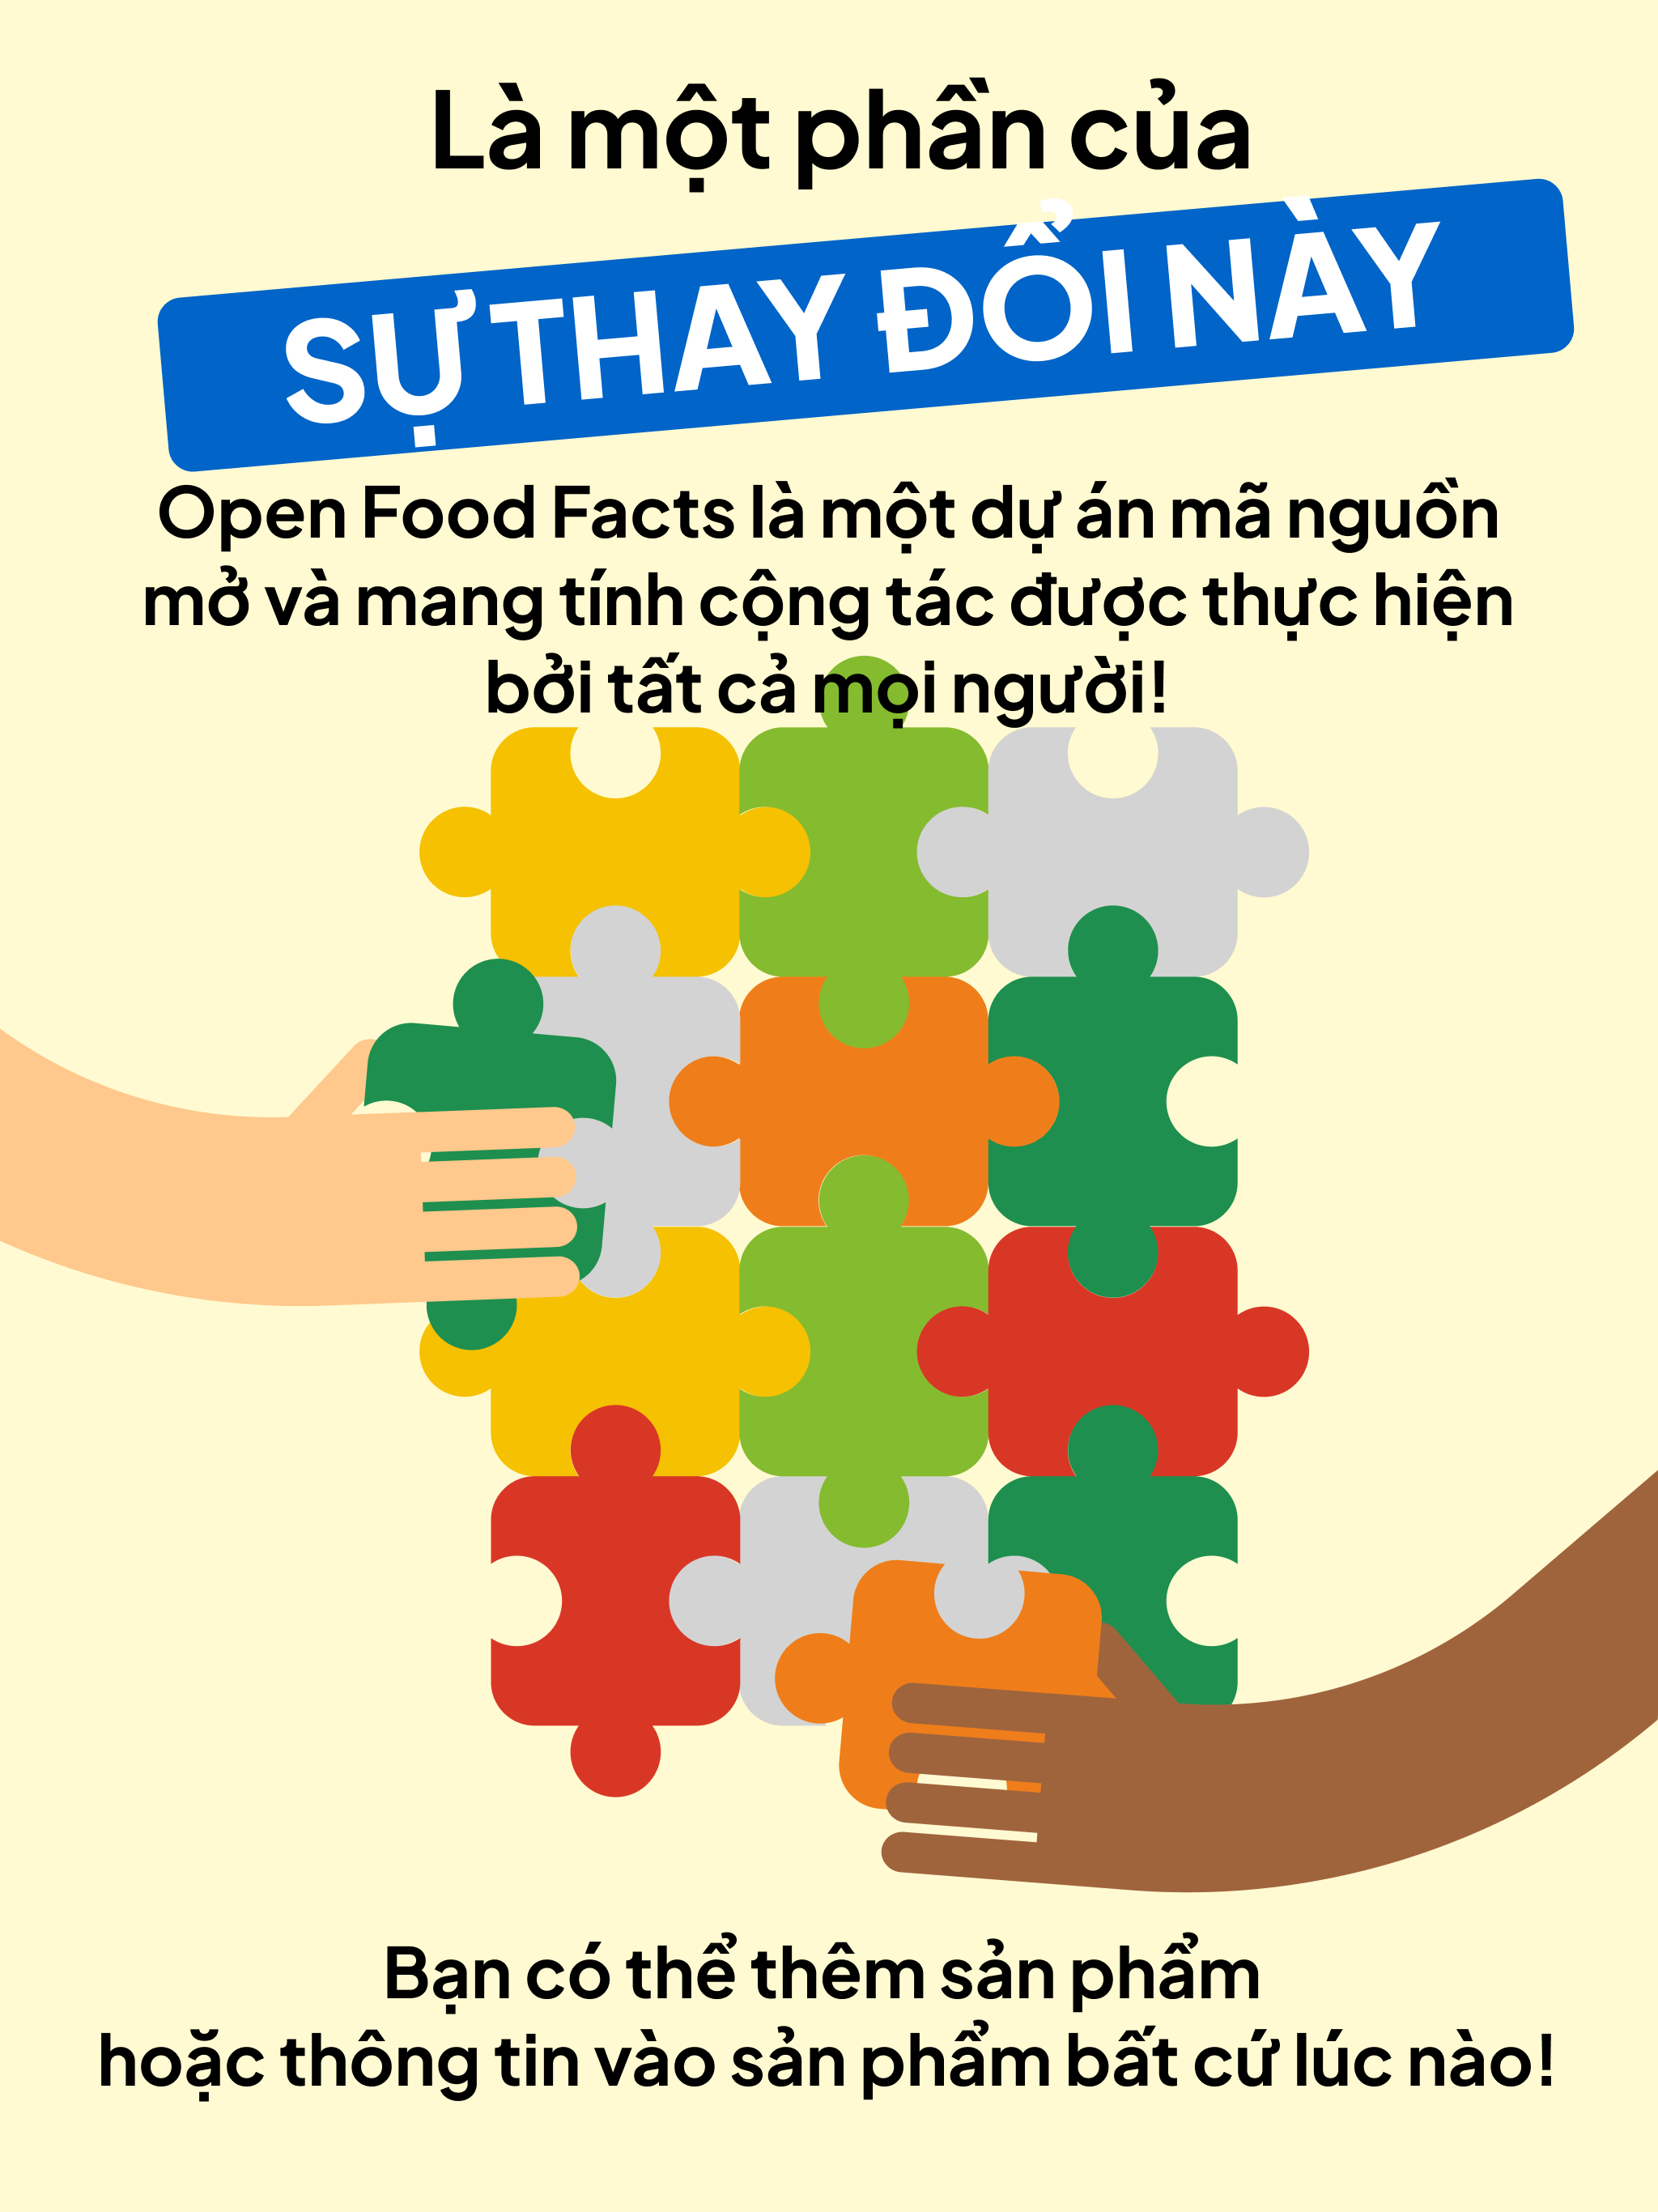 Là một phần của
SỰ THAY ĐỔI NÀY
Open Food Facts là một dự án mã nguồn
mở và mang tính cộng tác được thực hiện
bởi tất cả mọi người!
Bạn có thể thêm sản phẩm
hoặc thông tin vào sản phẩm bất cứ lúc nào!